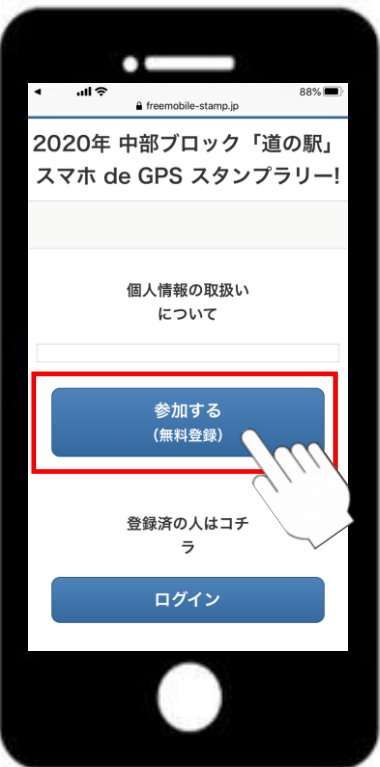 88%
freemobile-stamp.jp
2020年 中部ブロック「道の駅」
スマホ de GPS スタンプラリー!
個人情報の取扱い
について
参加する
(無料登録)
登録済の人はコチ
ラ
ログイン